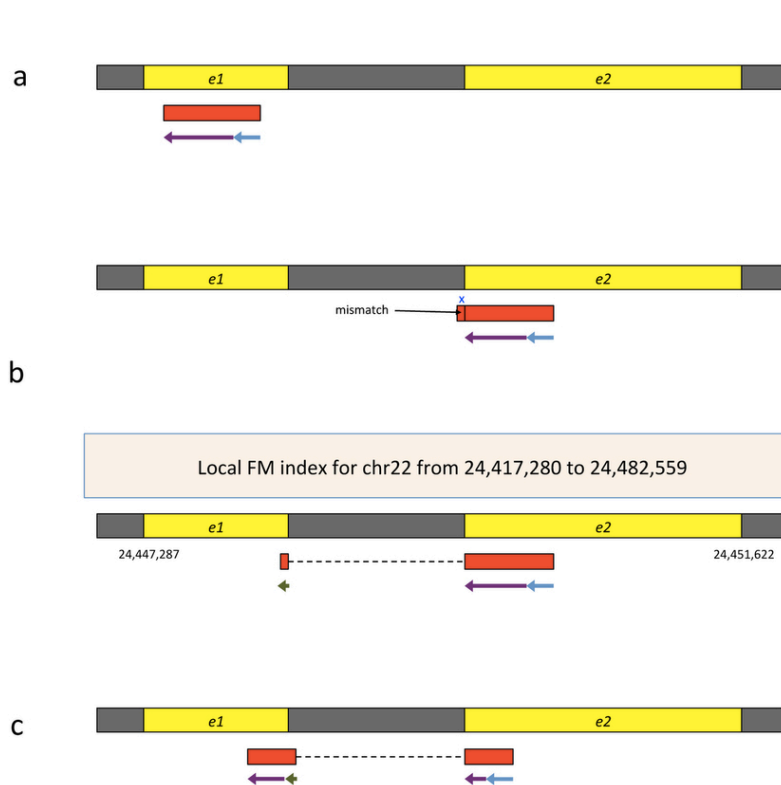 a
e1 e2
e1 e2
x
mismatch
b
Local FM index for chr22 from 24,417,280 to 24,482,559
e1 e2
24,447,287 24,451,622
e1 e2
c